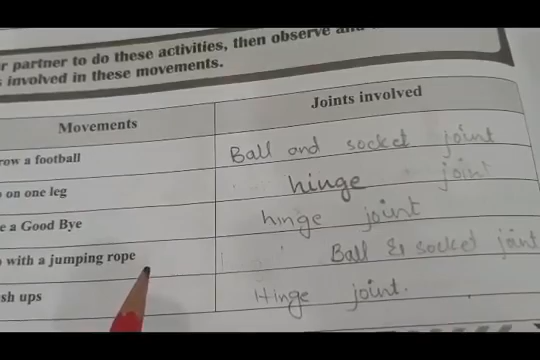 r partner to do these activities, then observe and
s involved in these movements.
Movements
Joints involved
row a football
Ball and socket joint
on one leg
hinge joint
e a Good Bye
hinge joint
with a jumping rope
Ball & socket joint
sh ups
Hinge joint.